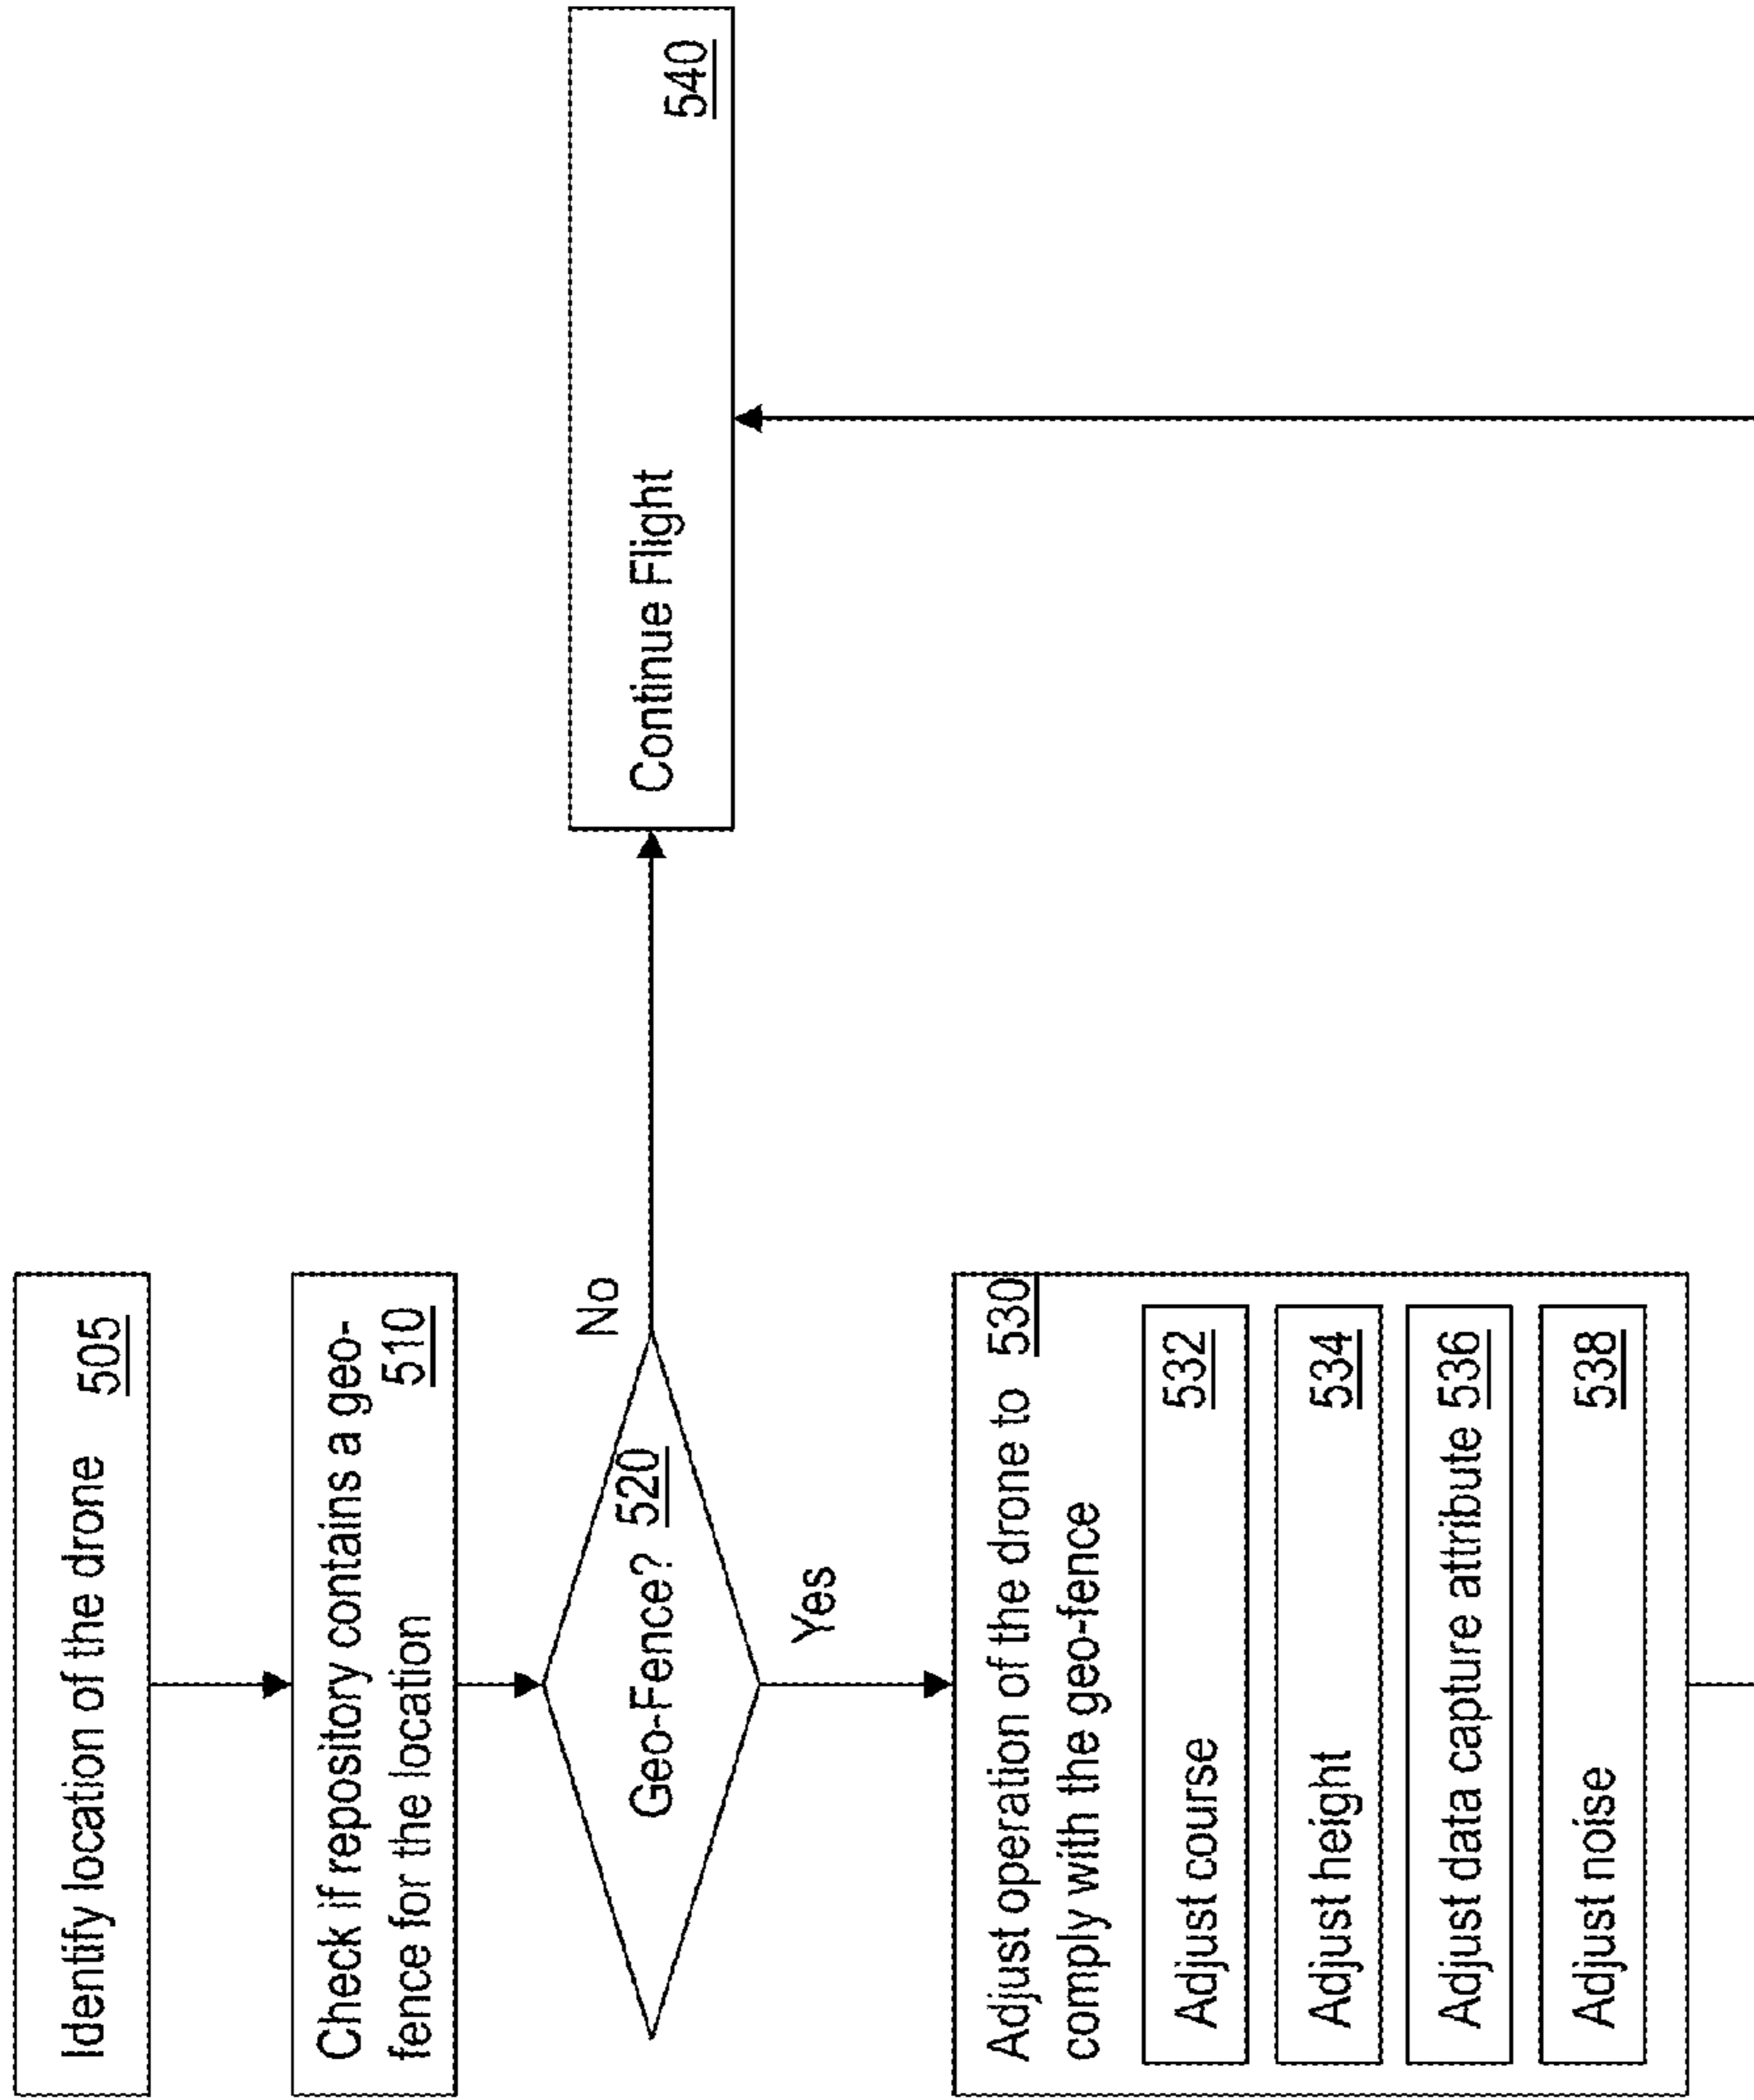 Identify location of the drone 505
Check if repository contains a geo-
fence for the location 510
Geo-Fence? 520
No
Yes
Continue Flight
540
Adjust operation of the drone to 530
comply with the geo-fence
Adjust course 532
Adjust height 534
Adjust data capture attribute 536
Adjust noise 538